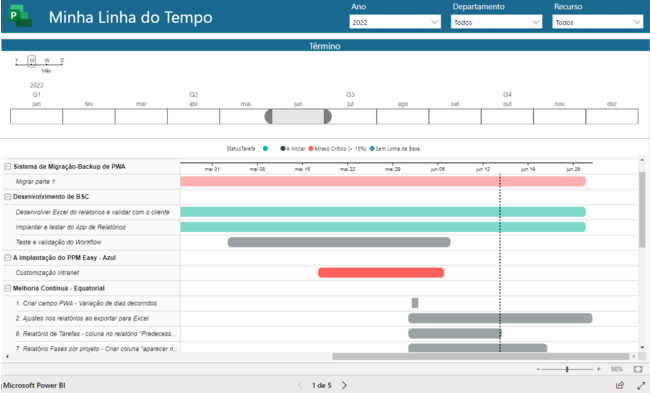 Minha Linha do Tempo
Ano
Departamento
Recurso
2022
Todos
Todos
Término
Y M W D
Mês
2022
Q1 Q2 Q3 Q4
jan fev mar abr mai jun jul ago set out nov dez
StatusTarefa A iniciar Atraso Crítico (> 15%) Sem Linha de Base
Sistema de Migração-Backup de PWA
mai 01 mai 08 mai 15 mai 22 mai 29 jun 05 jun 12 jun 19 jun 26
Migrar parte 1
Desenvolvimento de BSC
Desenvolver Excel do relatorios e validar com o cliente
Implantar e testar do App de Relatórios
Teste e validação do Workflow
A Implantação do PPM Easy - Azul
Customização Intranet
Melhoria Contínua - Equatorial
1. Criar campo PWA - Variação de dias decorridos
2. Ajustes nos relatórios ao exportar para Excel
6. Relatório de Tarefas - coluna no relatório "Predecess...
7. Relatório Fases por projeto - Criar coluna "aparecer n...
- + 98%
Microsoft Power BI
1 de 5